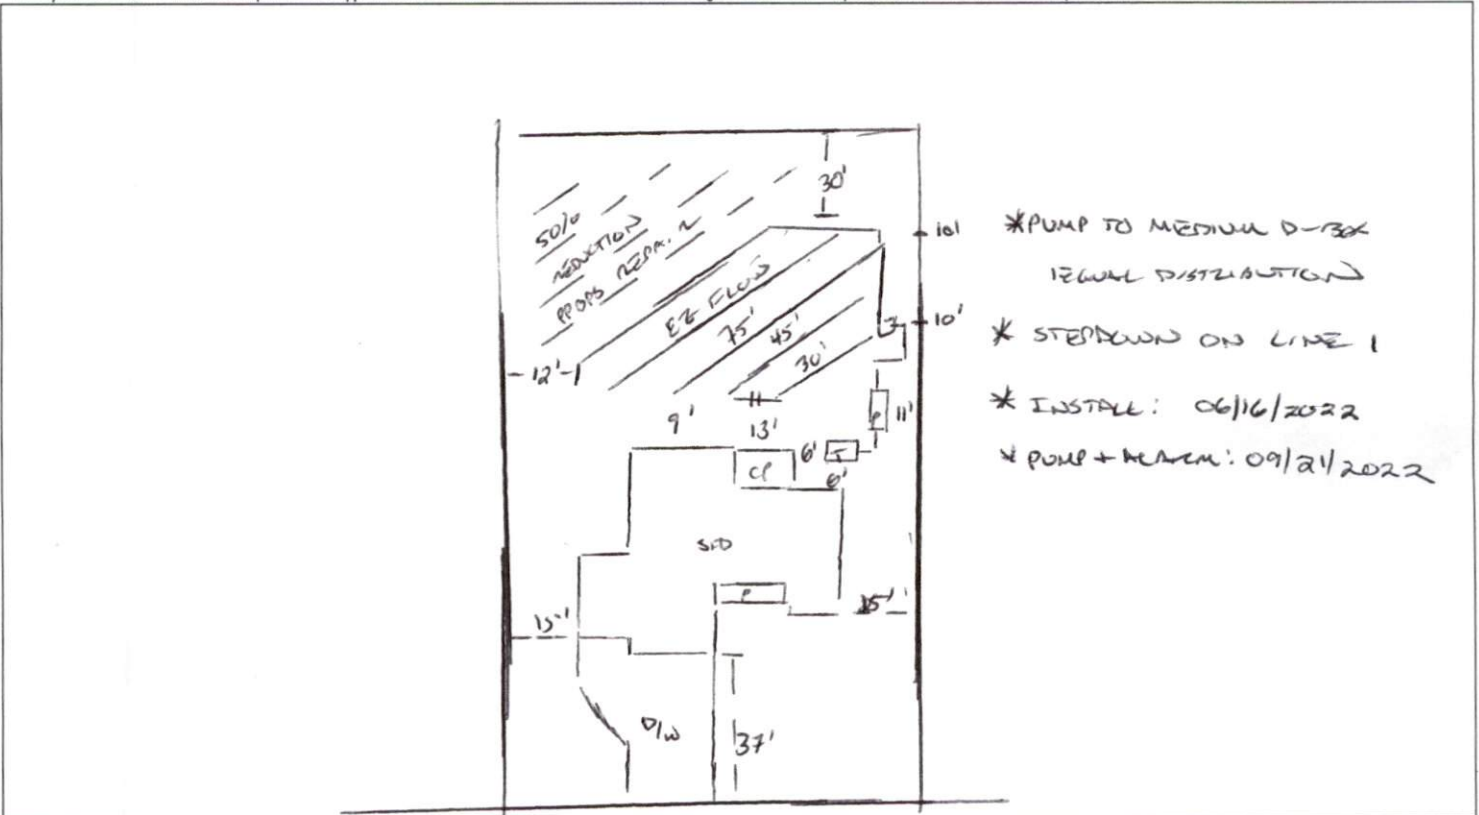 30'
50%
REDUCTION
PROPS REPAIR
10'
* PUMP TO MEDIUM D-BOX
EQUAL DISTRIBUTION
EZ FLOW
75'
45'
30'
10'
* STEPDOWN ON LINE 1
12'
* INSTALL: 06/16/2022
9'
13'
P
11'
* PUMP + ALARM: 09/21/2022
CP
6'
T
6'
SFD
P
15'
15'
D/W
37'